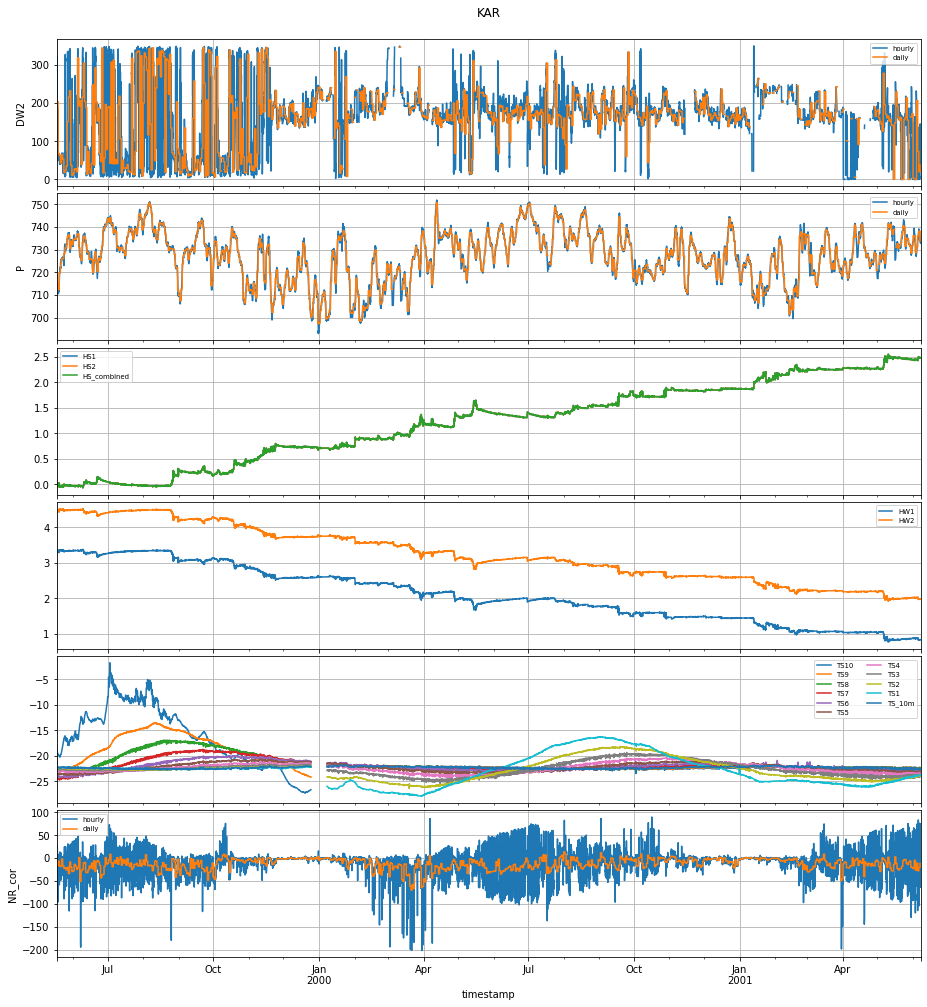 KAR
DW2
300
200
100
0
hourly
daily
P
750
740
730
720
710
700
hourly
daily
2.5
2.0
1.5
1.0
0.5
0.0
HS1
HS2
HS_combined
4
3
2
1
HW1
HW2
−5
−10
−15
−20
−25
TS10
TS9
TS8
TS7
TS6
TS5
TS4
TS3
TS2
TS1
TS_10m
NR_cor
100
50
0
−50
−100
−150
−200
hourly
daily
Jul Oct Jan Apr Jul Oct Jan Apr
2000 2001
timestamp